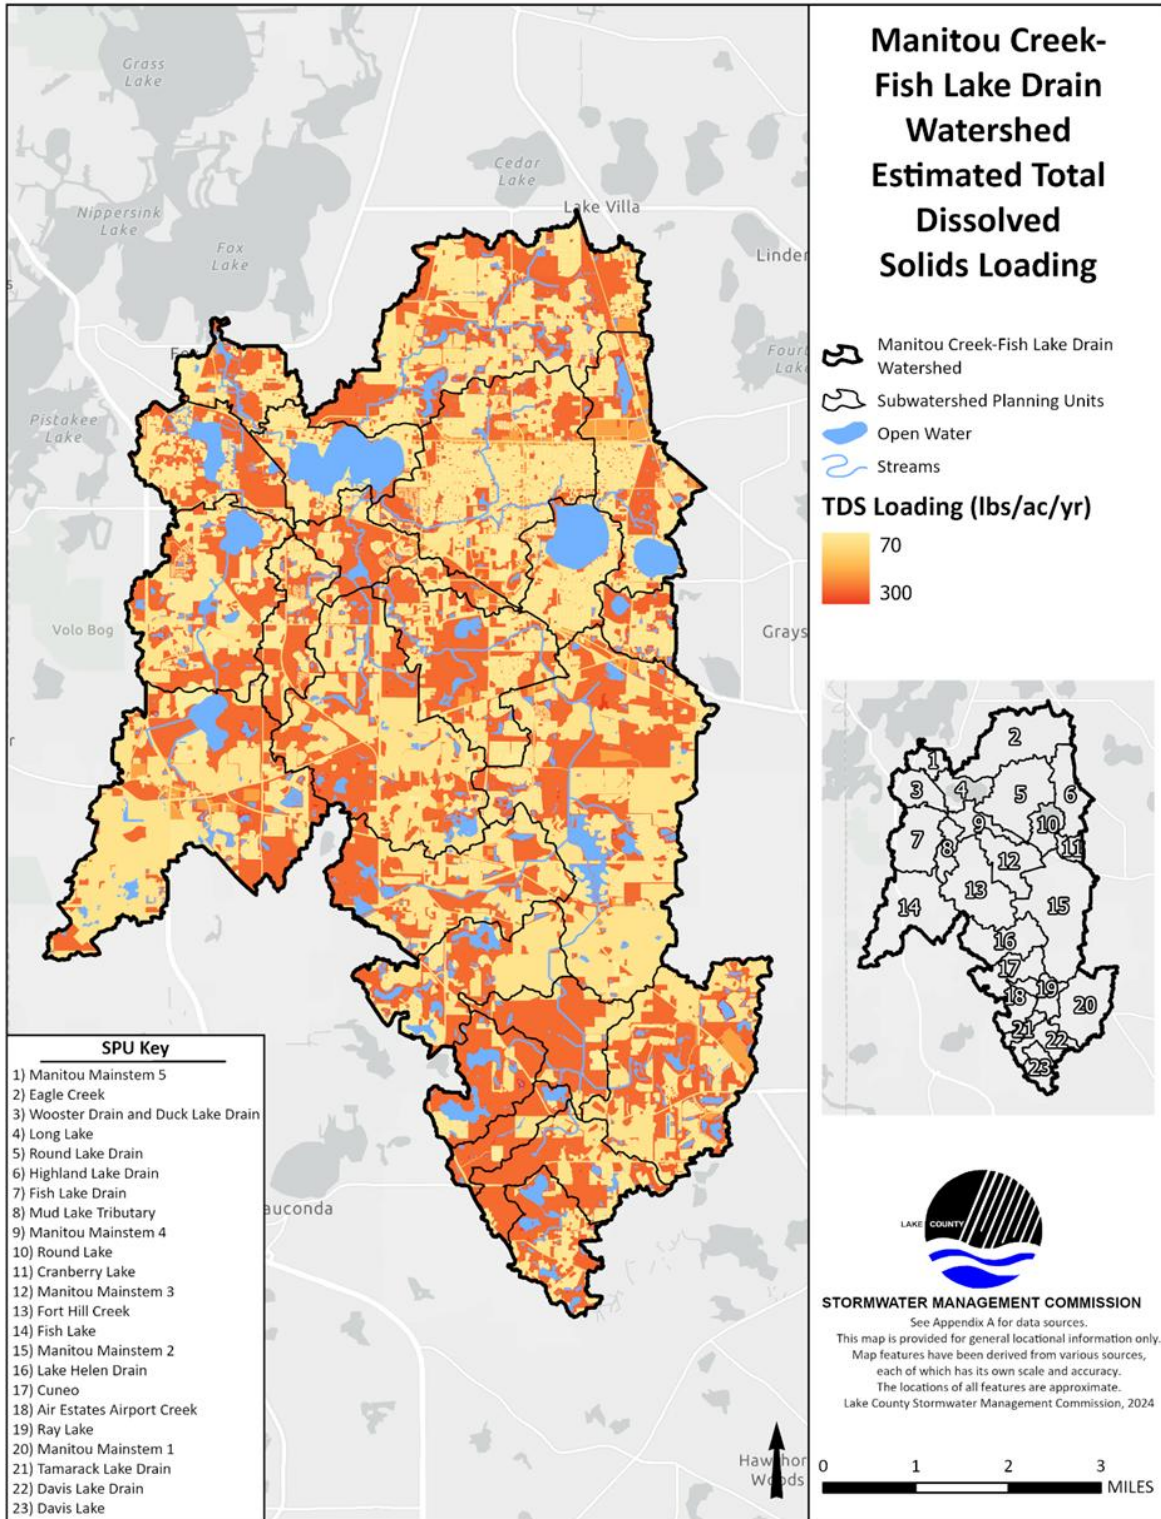 Manitou Creek-
Fish Lake Drain
Watershed
Estimated Total
Dissolved
Solids Loading
Manitou Creek-Fish Lake Drain
Watershed
Subwatershed Planning Units
Open Water
Streams
TDS Loading (lbs/ac/yr)
70
300
Grass
Lake
Cedar
Lake
Lake Villa
Nippersink
Lake
Fox
Lake
Linder
Fo
Fourt
Lake
Pistakee
Lake
Volo Bog
Grays
r
auconda
Hawthor
Woods
1
2
3
4
5
6
7
8
9
10
11
12
13
14
15
16
17
18
19
20
21
22
23
SPU Key
1) Manitou Mainstem 5
2) Eagle Creek
3) Wooster Drain and Duck Lake Drain
4) Long Lake
5) Round Lake Drain
6) Highland Lake Drain
7) Fish Lake Drain
8) Mud Lake Tributary
9) Manitou Mainstem 4
10) Round Lake
11) Cranberry Lake
12) Manitou Mainstem 3
13) Fort Hill Creek
14) Fish Lake
15) Manitou Mainstem 2
16) Lake Helen Drain
17) Cuneo
18) Air Estates Airport Creek
19) Ray Lake
20) Manitou Mainstem 1
21) Tamarack Lake Drain
22) Davis Lake Drain
23) Davis Lake
LAKE COUNTY
STORMWATER MANAGEMENT COMMISSION
See Appendix A for data sources.
This map is provided for general locational information only.
Map features have been derived from various sources,
each of which has its own scale and accuracy.
The locations of all features are approximate.
Lake County Stormwater Management Commission, 2024
0 1 2 3
MILES